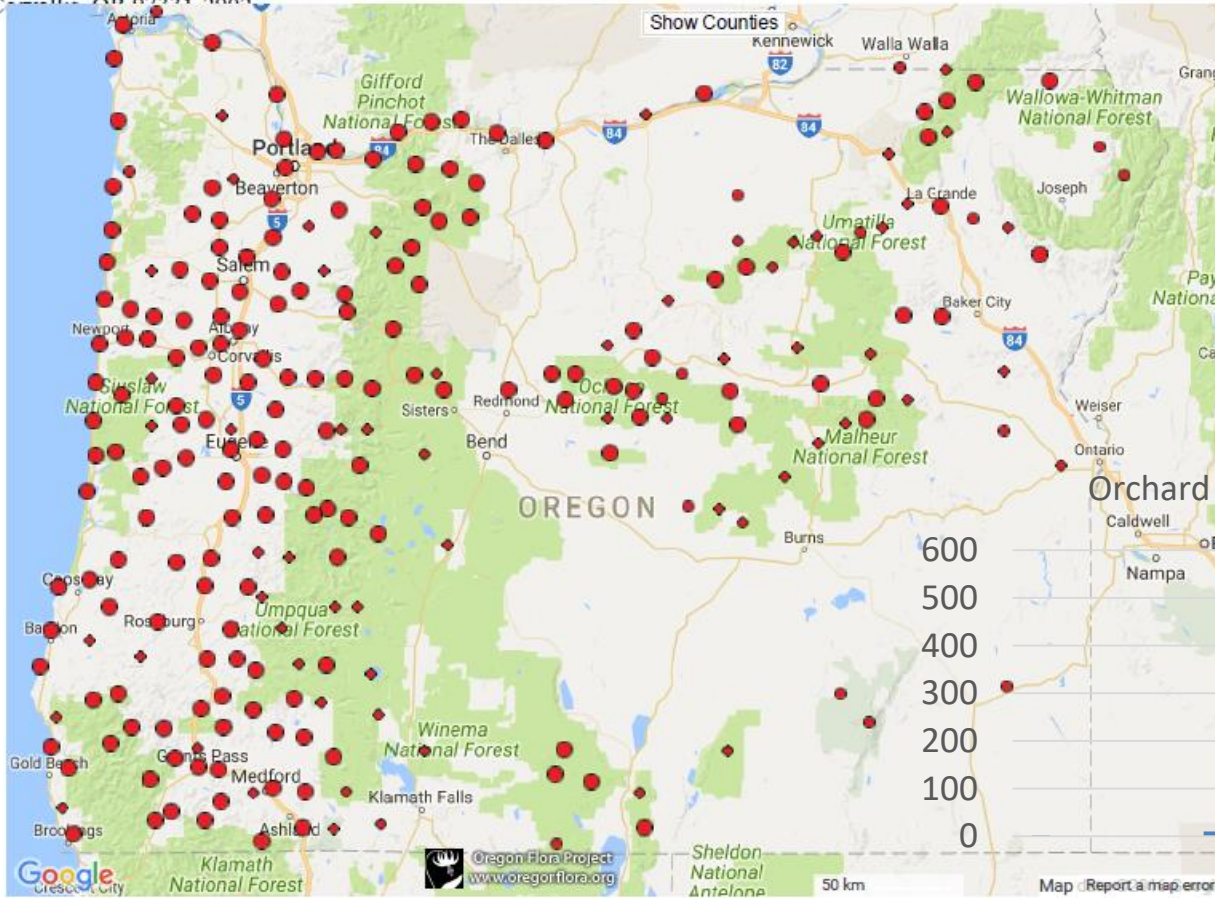 Astoria
Show Counties
Kennewick
Walla Walla
82
Gifford
Pinchot
National Forest
Wallowa-Whitman
National Forest
Portland
84
The Dalles
84
84
Beaverton
La Grande
Joseph
5
Umatilla
National Forest
Salem
Newport
Albany
Corvallis
Baker City
84
Siuslaw
National Forest
5
Sisters
Redmond
Ochoco
National Forest
Weiser
Eugene
Bend
Malheur
National Forest
Ontario
OREGON
Orchard
Caldwell
Burns
600
Nampa
Coos Bay
500
Umpqua
National Forest
Roseburg
Bandon
400
300
Winema
National Forest
200
Gold Beach
Grants Pass
Medford
100
Klamath Falls
Brookings
Ashland
0
Google
Crescent City
Klamath
National Forest
Oregon Flora Project
www.oregonflora.org
Sheldon
National
Antelope
50 km
Map
Report a map error